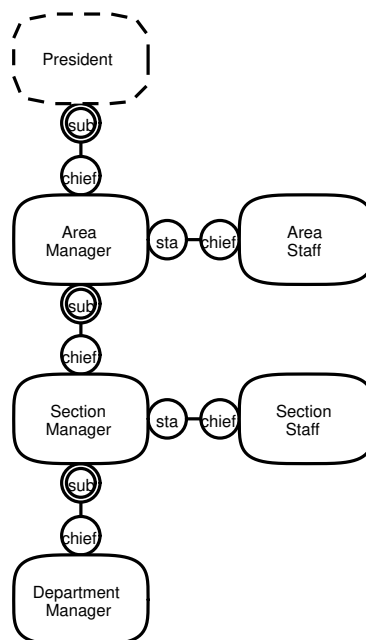 President
sub
chief
Area
Manager
sta
chief
Area
Staff
sub
chief
Section
Manager
sta
chief
Section
Staff
sub
chief
Department
Manager